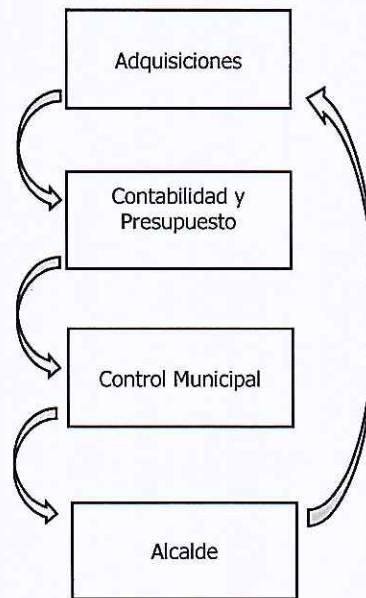 Adquisiciones
Contabilidad y
Presupuesto
Control Municipal
Alcalde